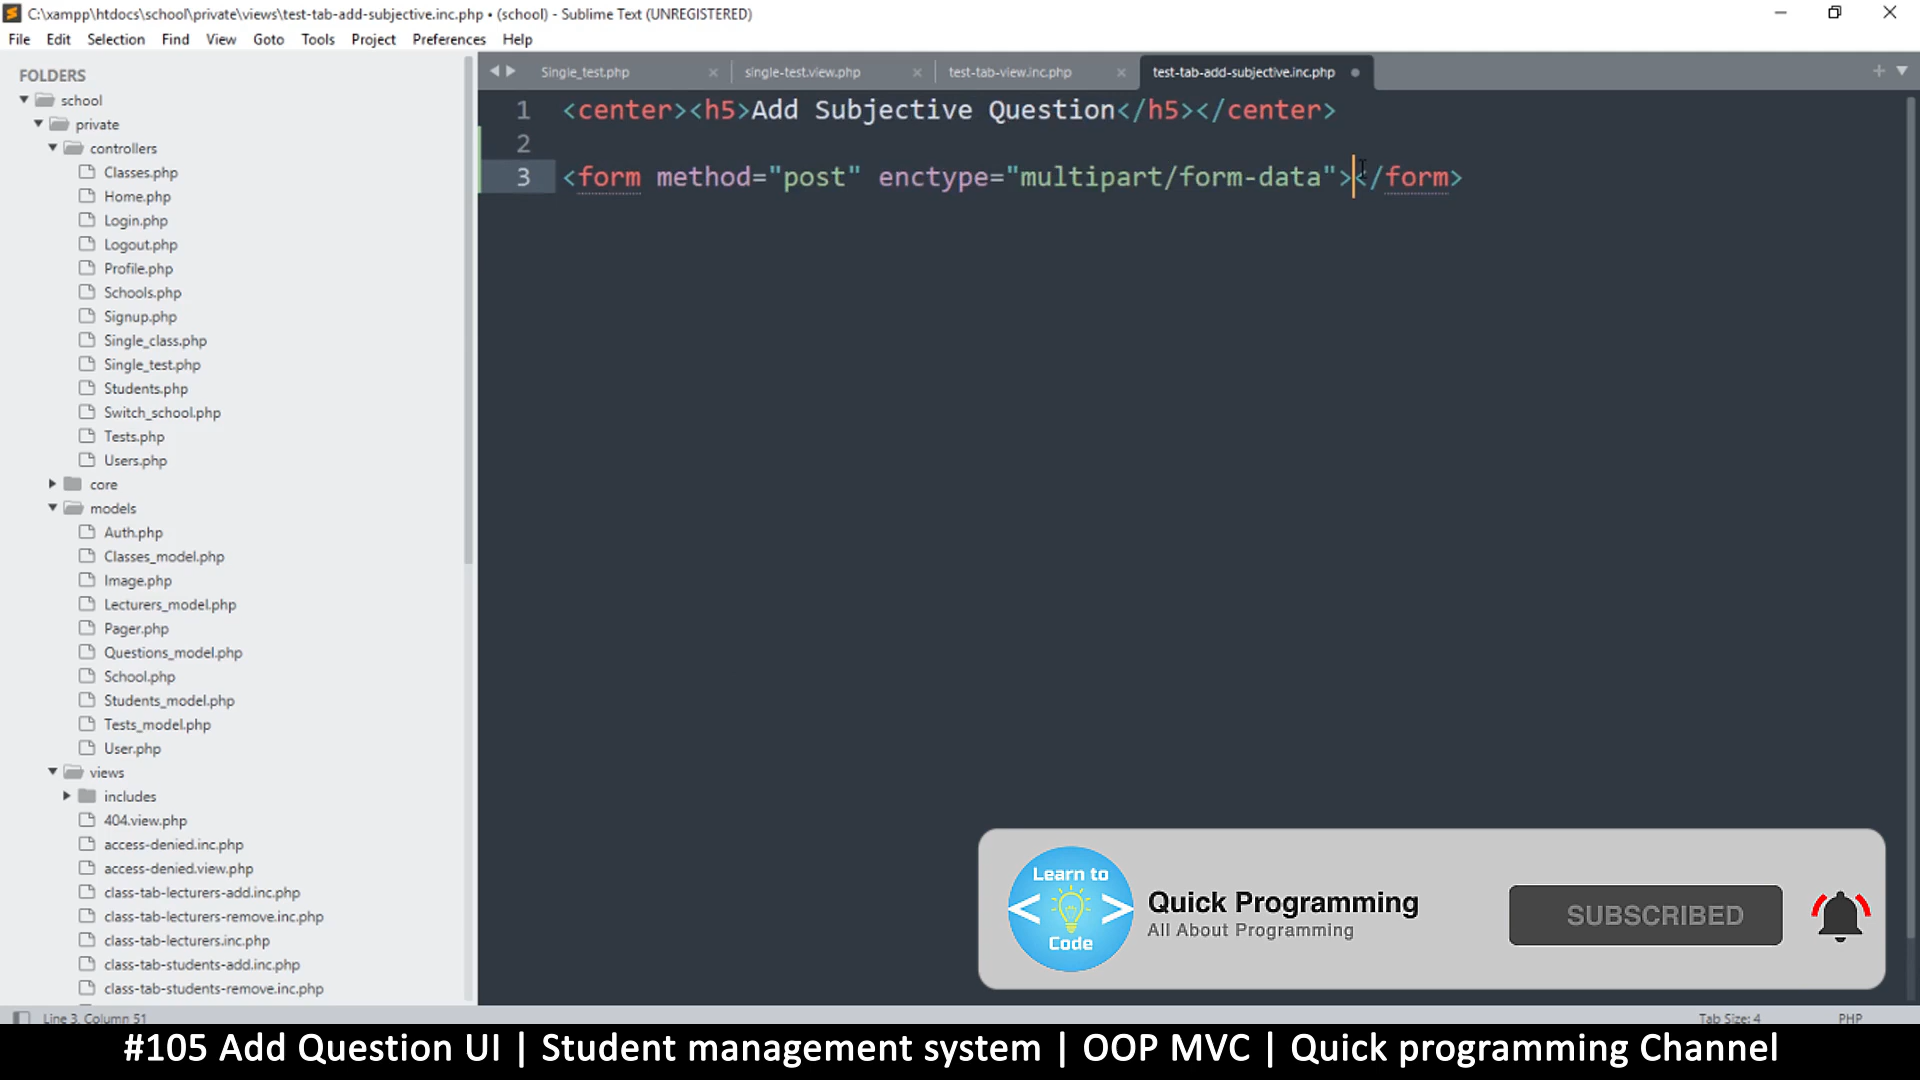 C:\xampp\htdocs\school\private\views\test-tab-add-subjective.inc.php • (school) - Sublime Text (UNREGISTERED)
File Edit Selection Find View Goto Tools Project Preferences Help
FOLDERS
school
private
controllers
Classes.php
Home.php
Login.php
Logout.php
Profile.php
Schools.php
Signup.php
Single_class.php
Single_test.php
Students.php
Switch_school.php
Tests.php
Users.php
core
models
Auth.php
Classes_model.php
Image.php
Lecturers_model.php
Pager.php
Questions_model.php
School.php
Students_model.php
Tests_model.php
User.php
views
includes
404.view.php
access-denied.inc.php
access-denied.view.php
class-tab-lecturers-add.inc.php
class-tab-lecturers-remove.inc.php
class-tab-lecturers.inc.php
class-tab-students-add.inc.php
class-tab-students-remove.inc.php
Single_test.php single-test.view.php test-tab-view.inc.php test-tab-add-subjective.inc.php
1 <center><h5>Add Subjective Question</h5></center>
2
3 <form method="post" enctype="multipart/form-data"></form>
Learn to
Code
Quick Programming
All About Programming
SUBSCRIBED
Line 3, Column 51 Tab Size: 4 PHP
#105 Add Question UI | Student management system | OOP MVC | Quick programming Channel